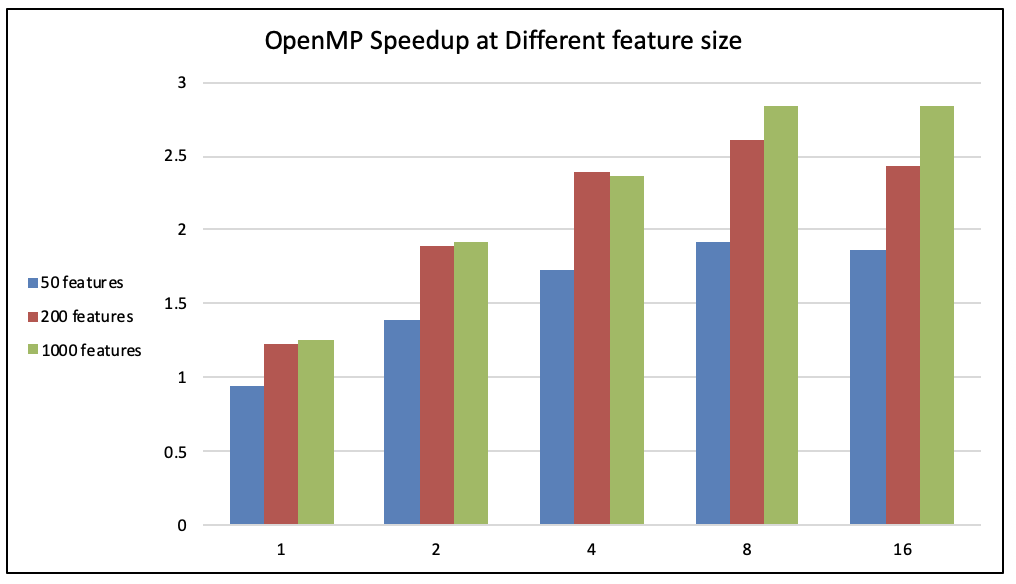 OpenMP Speedup at Different feature size
3
2.5
2
1.5
1
0.5
0
50 features
200 features
1000 features
1 2 4 8 16